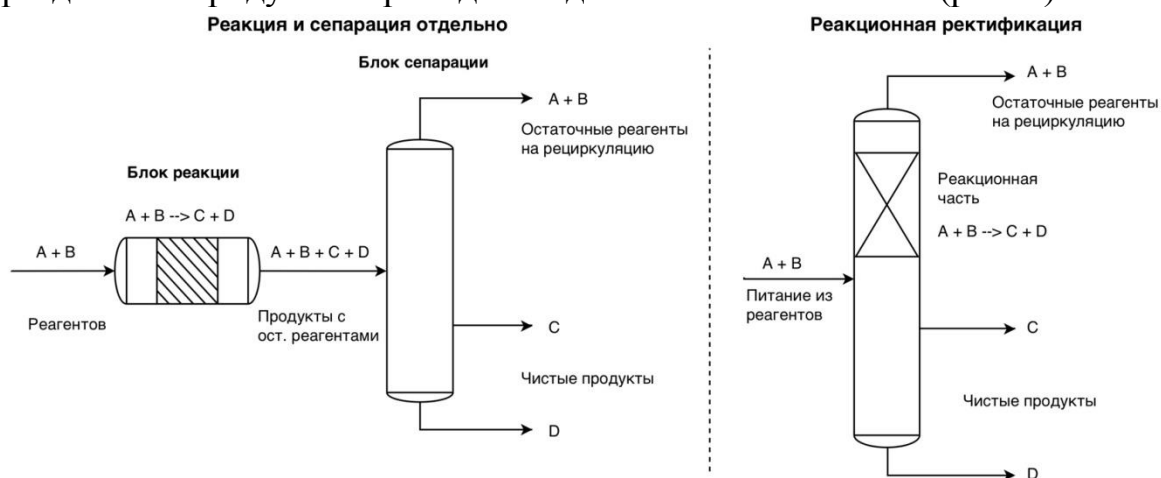 Реакция и сепарация отдельно
Блок сепарации
A + B
Остаточные реагенты
на рециркуляцию
Блок реакции
A + B --> C + D
A + B
A + B + C + D
Реагентов
Продукты с
ост. реагентами
C
Чистые продукты
D
Реакционная ректификация
A + B
Остаточные реагенты
на рециркуляцию
Реакционная
часть
A + B --> C + D
A + B
Питание из
реагентов
C
Чистые продукты
D